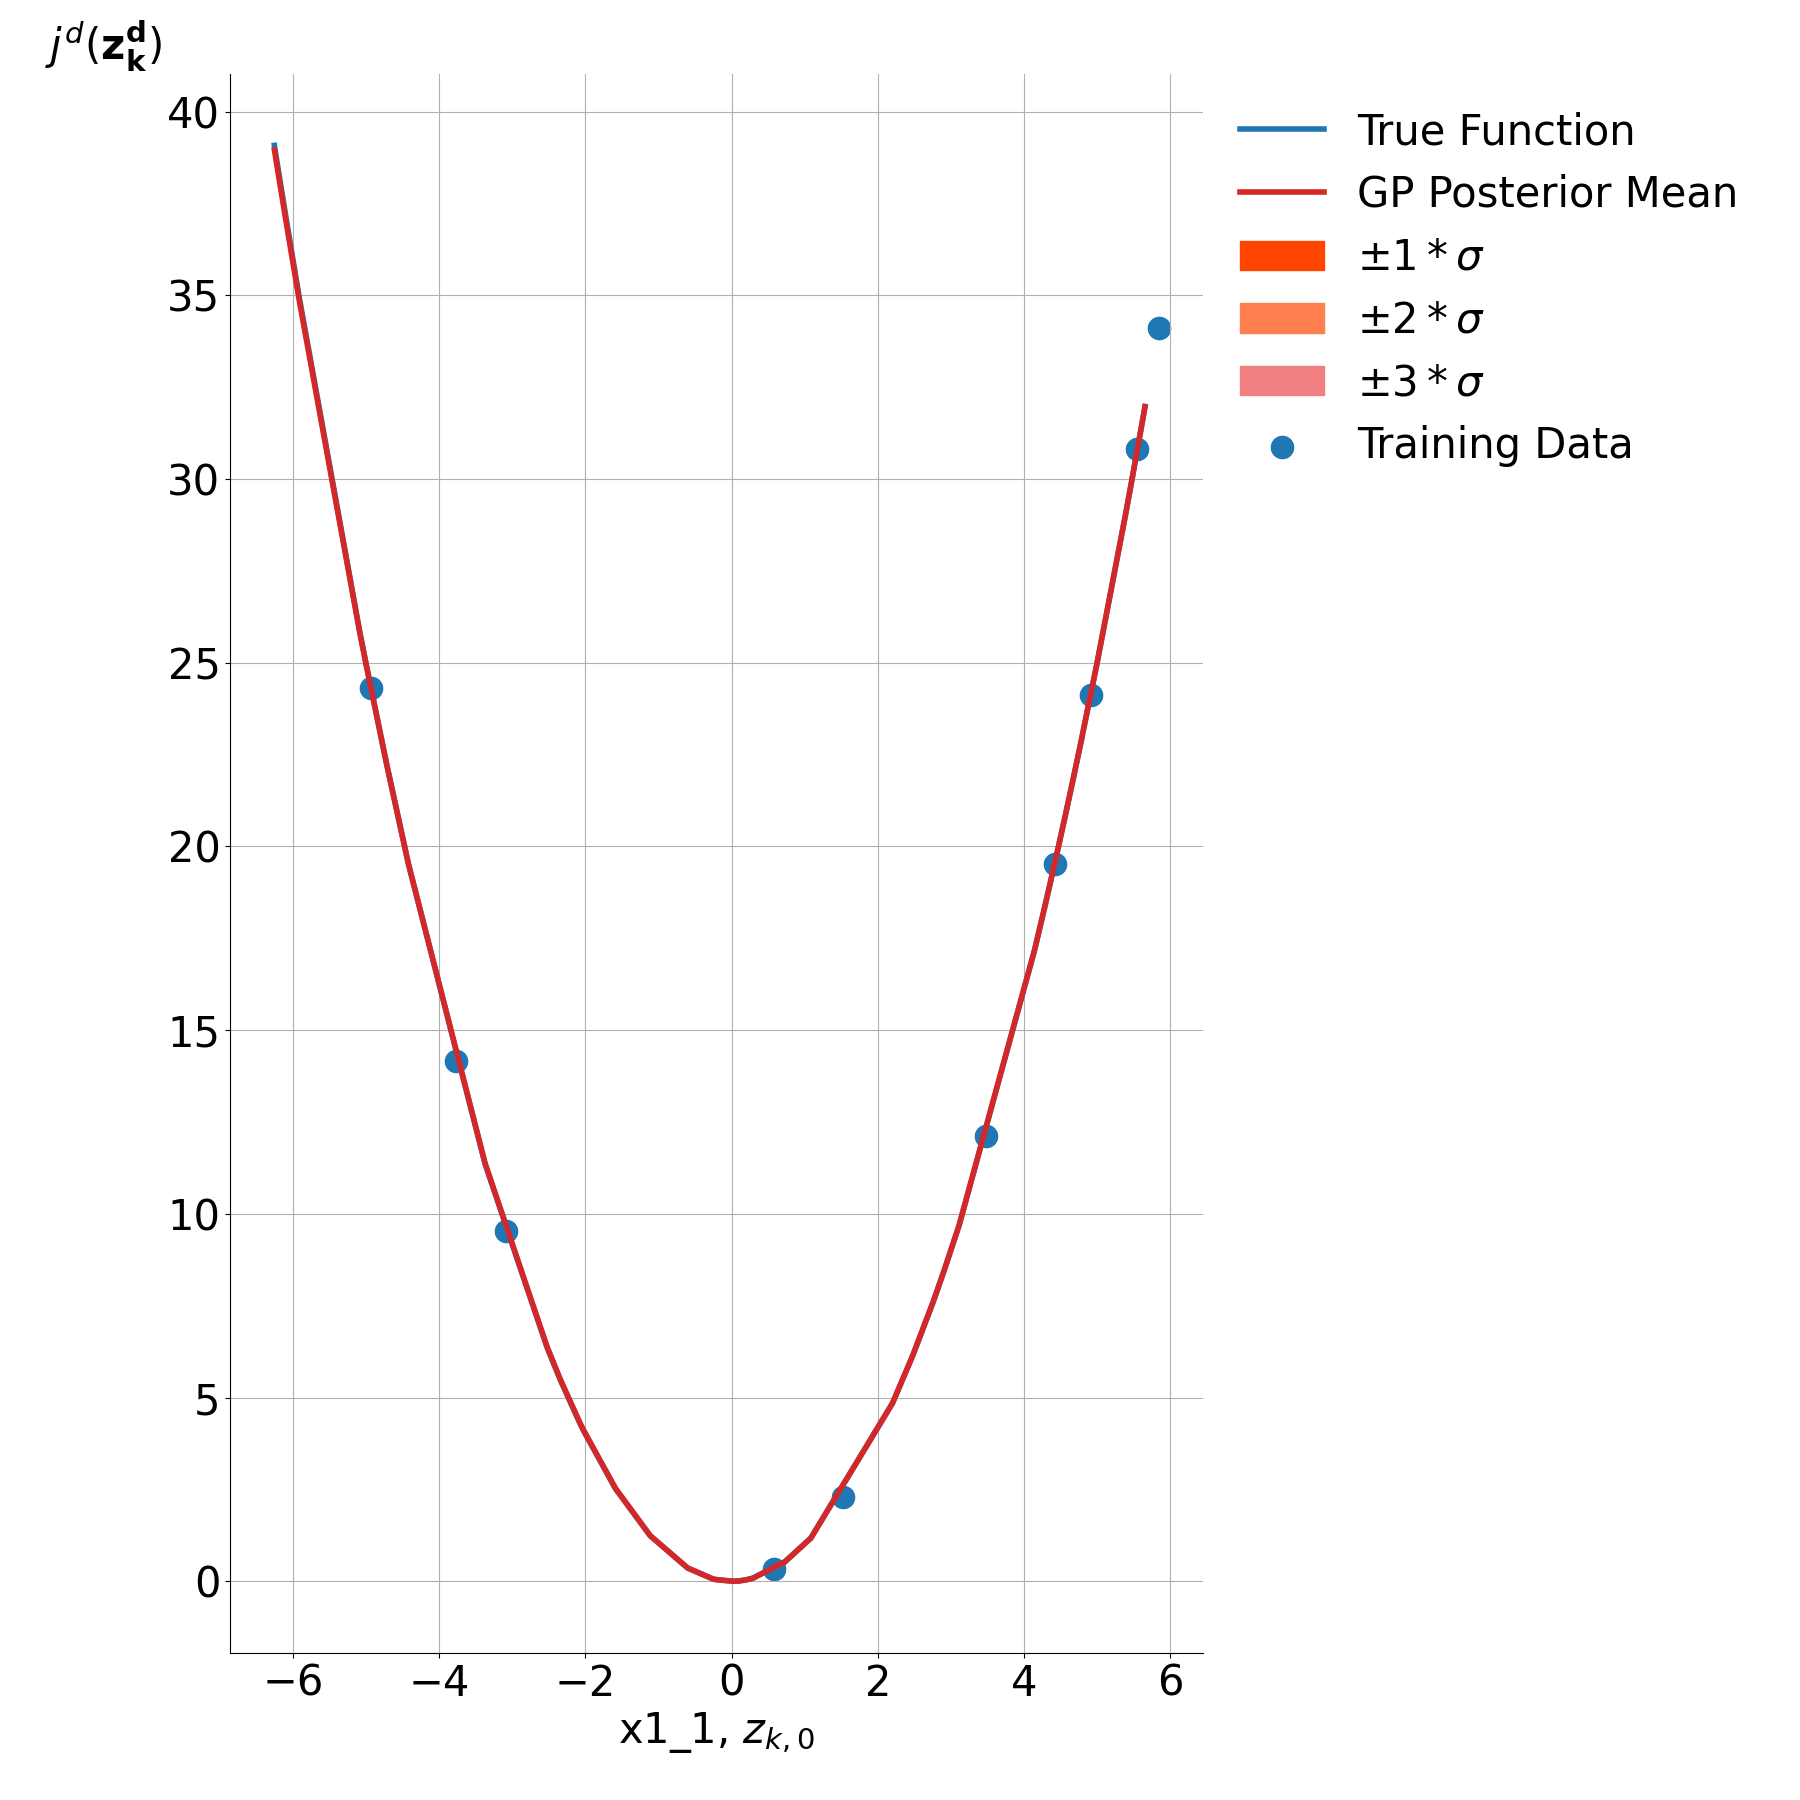 j^d(z_k^d)
40
35
30
25
20
15
10
5
0
−6 −4 −2 0 2 4 6
x1_1, z_{k,0}
True Function
GP Posterior Mean
±1 * σ
±2 * σ
±3 * σ
Training Data